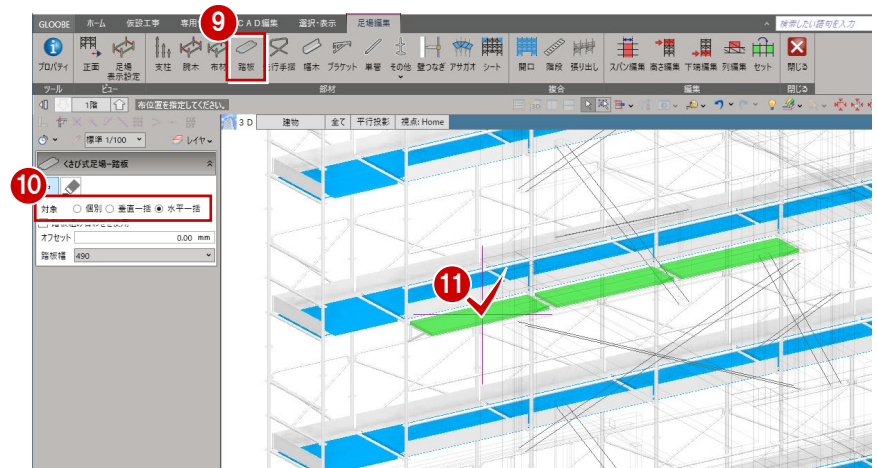 GLOOBE ホーム 仮設工事 専用 CAD編集 選択・表示 足場編集 検索したい語句を入力
9
プロパティ 正面 足場表示設定 支柱 腕木 布材 踏板 行手摺 幅木 ブラケット 単管 その他 壁つなぎ アサガオ シート 開口 階段 張り出し スパン編集 高さ編集 下端編集 列編集 セット 閉じる
ツール ビュー 部材 複合 編集 閉じる
1階 布位置を指定してください。
標準 1/100 レイヤ
3D 建物 全て 平行投影 視点: Home
くさび式足場-踏板
10
対象 個別 垂直一括 水平一括
オフセット 0.00 mm
踏板幅 490
11